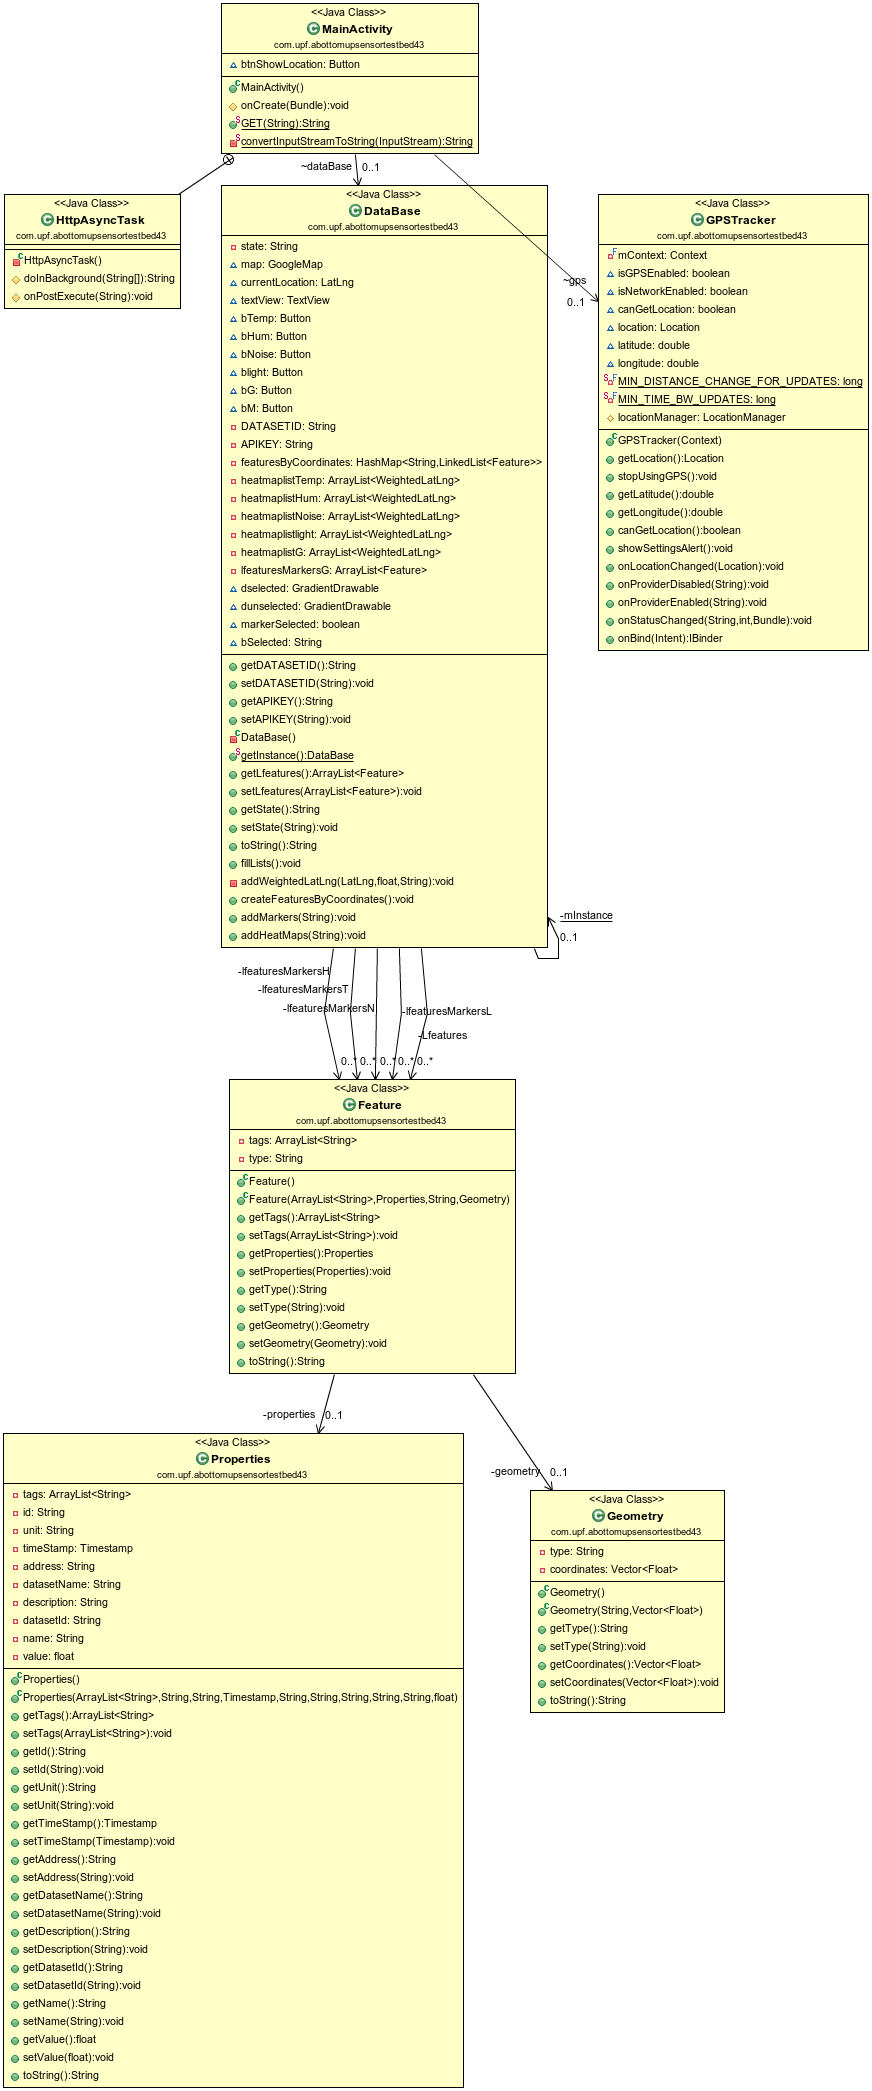 <<Java Class>>
MainActivity
com.upf.abottomupsensortestbed43
btnShowLocation: Button
MainActivity()
onCreate(Bundle):void
GET(String):String
convertInputStreamToString(InputStream):String
~dataBase
0..1
~gps
0..1
<<Java Class>>
HttpAsyncTask
com.upf.abottomupsensortestbed43
HttpAsyncTask()
doInBackground(String[]):String
onPostExecute(String):void
<<Java Class>>
DataBase
com.upf.abottomupsensortestbed43
state: String
map: GoogleMap
currentLocation: LatLng
textView: TextView
bTemp: Button
bHum: Button
bNoise: Button
blight: Button
bG: Button
bM: Button
DATASETID: String
APIKEY: String
featuresByCoordinates: HashMap<String,LinkedList<Feature>>
heatmaplistTemp: ArrayList<WeightedLatLng>
heatmaplistHum: ArrayList<WeightedLatLng>
heatmaplistNoise: ArrayList<WeightedLatLng>
heatmaplistlight: ArrayList<WeightedLatLng>
heatmaplistG: ArrayList<WeightedLatLng>
lfeaturesMarkersG: ArrayList<Feature>
dselected: GradientDrawable
dunselected: GradientDrawable
markerSelected: boolean
bSelected: String
getDATASETID():String
setDATASETID(String):void
getAPIKEY():String
setAPIKEY(String):void
DataBase()
getInstance():DataBase
getLfeatures():ArrayList<Feature>
setLfeatures(ArrayList<Feature>):void
getState():String
setState(String):void
toString():String
fillLists():void
addWeightedLatLng(LatLng,float,String):void
createFeaturesByCoordinates():void
addMarkers(String):void
addHeatMaps(String):void
<<Java Class>>
GPSTracker
com.upf.abottomupsensortestbed43
mContext: Context
isGPSEnabled: boolean
isNetworkEnabled: boolean
canGetLocation: boolean
location: Location
latitude: double
longitude: double
MIN_DISTANCE_CHANGE_FOR_UPDATES: long
MIN_TIME_BW_UPDATES: long
locationManager: LocationManager
GPSTracker(Context)
getLocation():Location
stopUsingGPS():void
getLatitude():double
getLongitude():double
canGetLocation():boolean
showSettingsAlert():void
onLocationChanged(Location):void
onProviderDisabled(String):void
onProviderEnabled(String):void
onStatusChanged(String,int,Bundle):void
onBind(Intent):IBinder
-mInstance
0..1
-lfeaturesMarkersH
-lfeaturesMarkersT
-lfeaturesMarkersN
-lfeaturesMarkersL
-Lfeatures
0..* 0..* 0..* 0..* 0..*
<<Java Class>>
Feature
com.upf.abottomupsensortestbed43
tags: ArrayList<String>
type: String
Feature()
Feature(ArrayList<String>,Properties,String,Geometry)
getTags():ArrayList<String>
setTags(ArrayList<String>):void
getProperties():Properties
setProperties(Properties):void
getType():String
setType(String):void
getGeometry():Geometry
setGeometry(Geometry):void
toString():String
-properties
0..1
-geometry
0..1
<<Java Class>>
Properties
com.upf.abottomupsensortestbed43
tags: ArrayList<String>
id: String
unit: String
timeStamp: Timestamp
address: String
datasetName: String
description: String
datasetId: String
name: String
value: float
Properties()
Properties(ArrayList<String>,String,String,Timestamp,String,String,String,String,String,float)
getTags():ArrayList<String>
setTags(ArrayList<String>):void
getId():String
setId(String):void
getUnit():String
setUnit(String):void
getTimeStamp():Timestamp
setTimeStamp(Timestamp):void
getAddress():String
setAddress(String):void
getDatasetName():String
setDatasetName(String):void
getDescription():String
setDescription(String):void
getDatasetId():String
setDatasetId(String):void
getName():String
setName(String):void
getValue():float
setValue(float):void
toString():String
<<Java Class>>
Geometry
com.upf.abottomupsensortestbed43
type: String
coordinates: Vector<Float>
Geometry()
Geometry(String,Vector<Float>)
getType():String
setType(String):void
getCoordinates():Vector<Float>
setCoordinates(Vector<Float>):void
toString():String